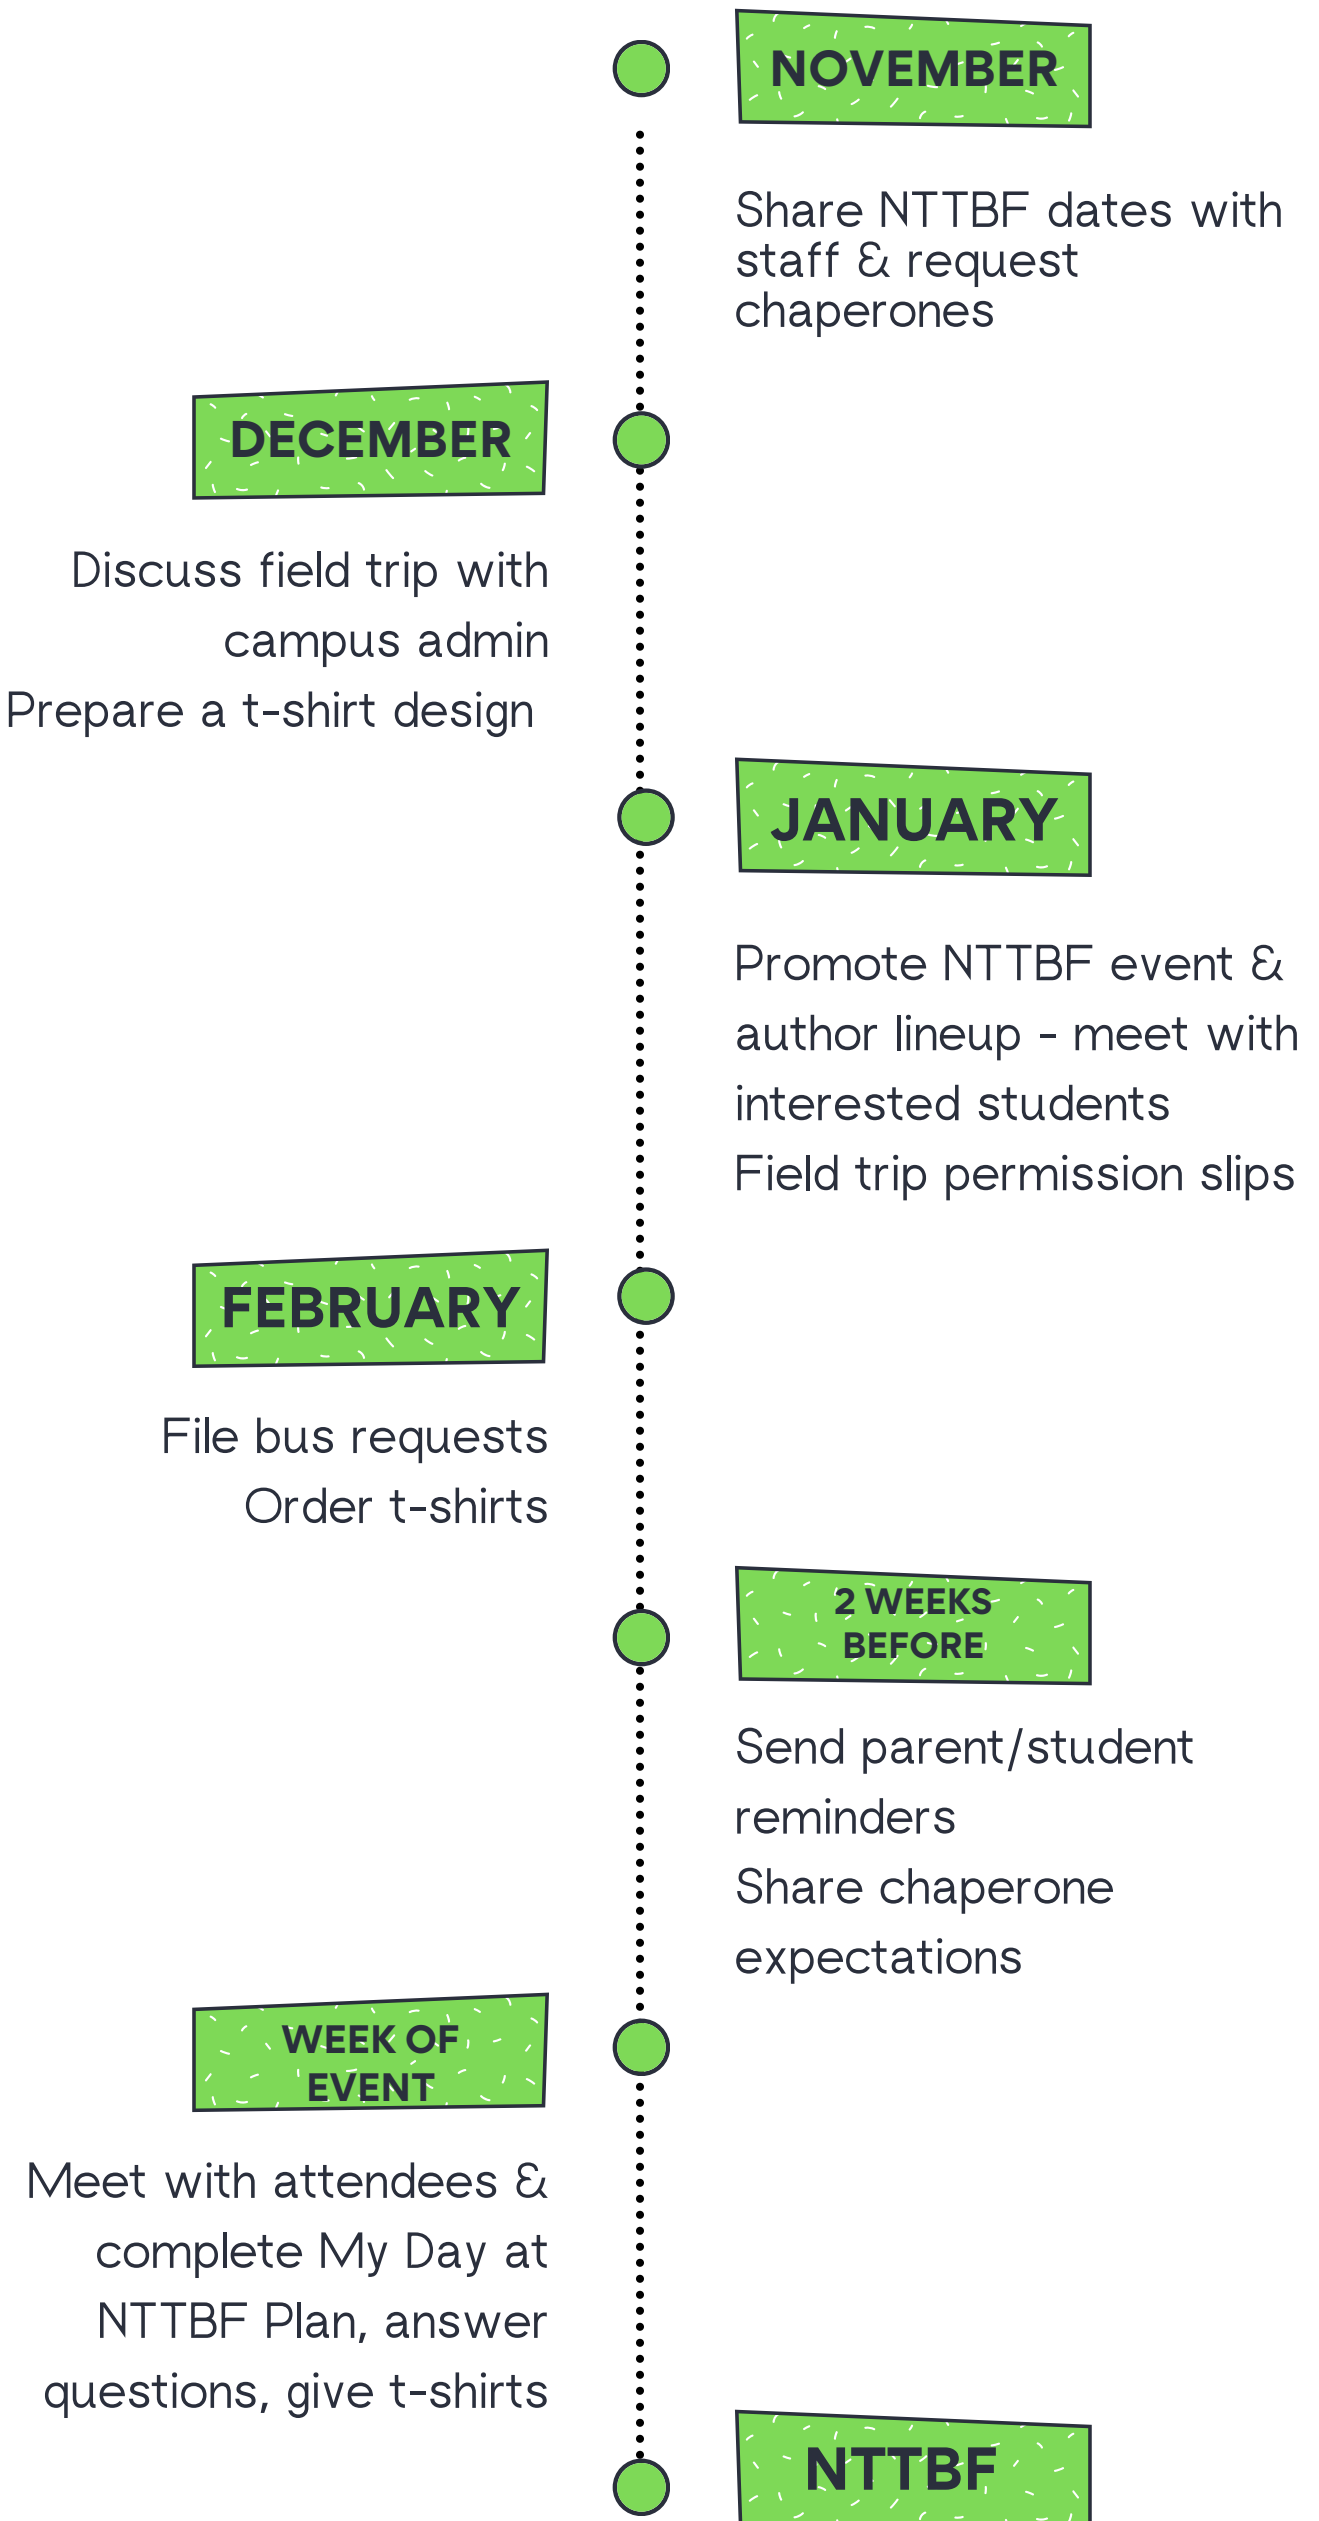 NOVEMBER
Share NTTBF dates with
staff & request
chaperones
DECEMBER
Discuss field trip with
campus admin
Prepare a t-shirt design
JANUARY
Promote NTTBF event &
author lineup - meet with
interested students
Field trip permission slips
FEBRUARY
File bus requests
Order t-shirts
2 WEEKS
BEFORE
Send parent/student
reminders
Share chaperone
expectations
WEEK OF
EVENT
Meet with attendees &
complete My Day at
NTTBF Plan, answer
questions, give t-shirts
NTTBF